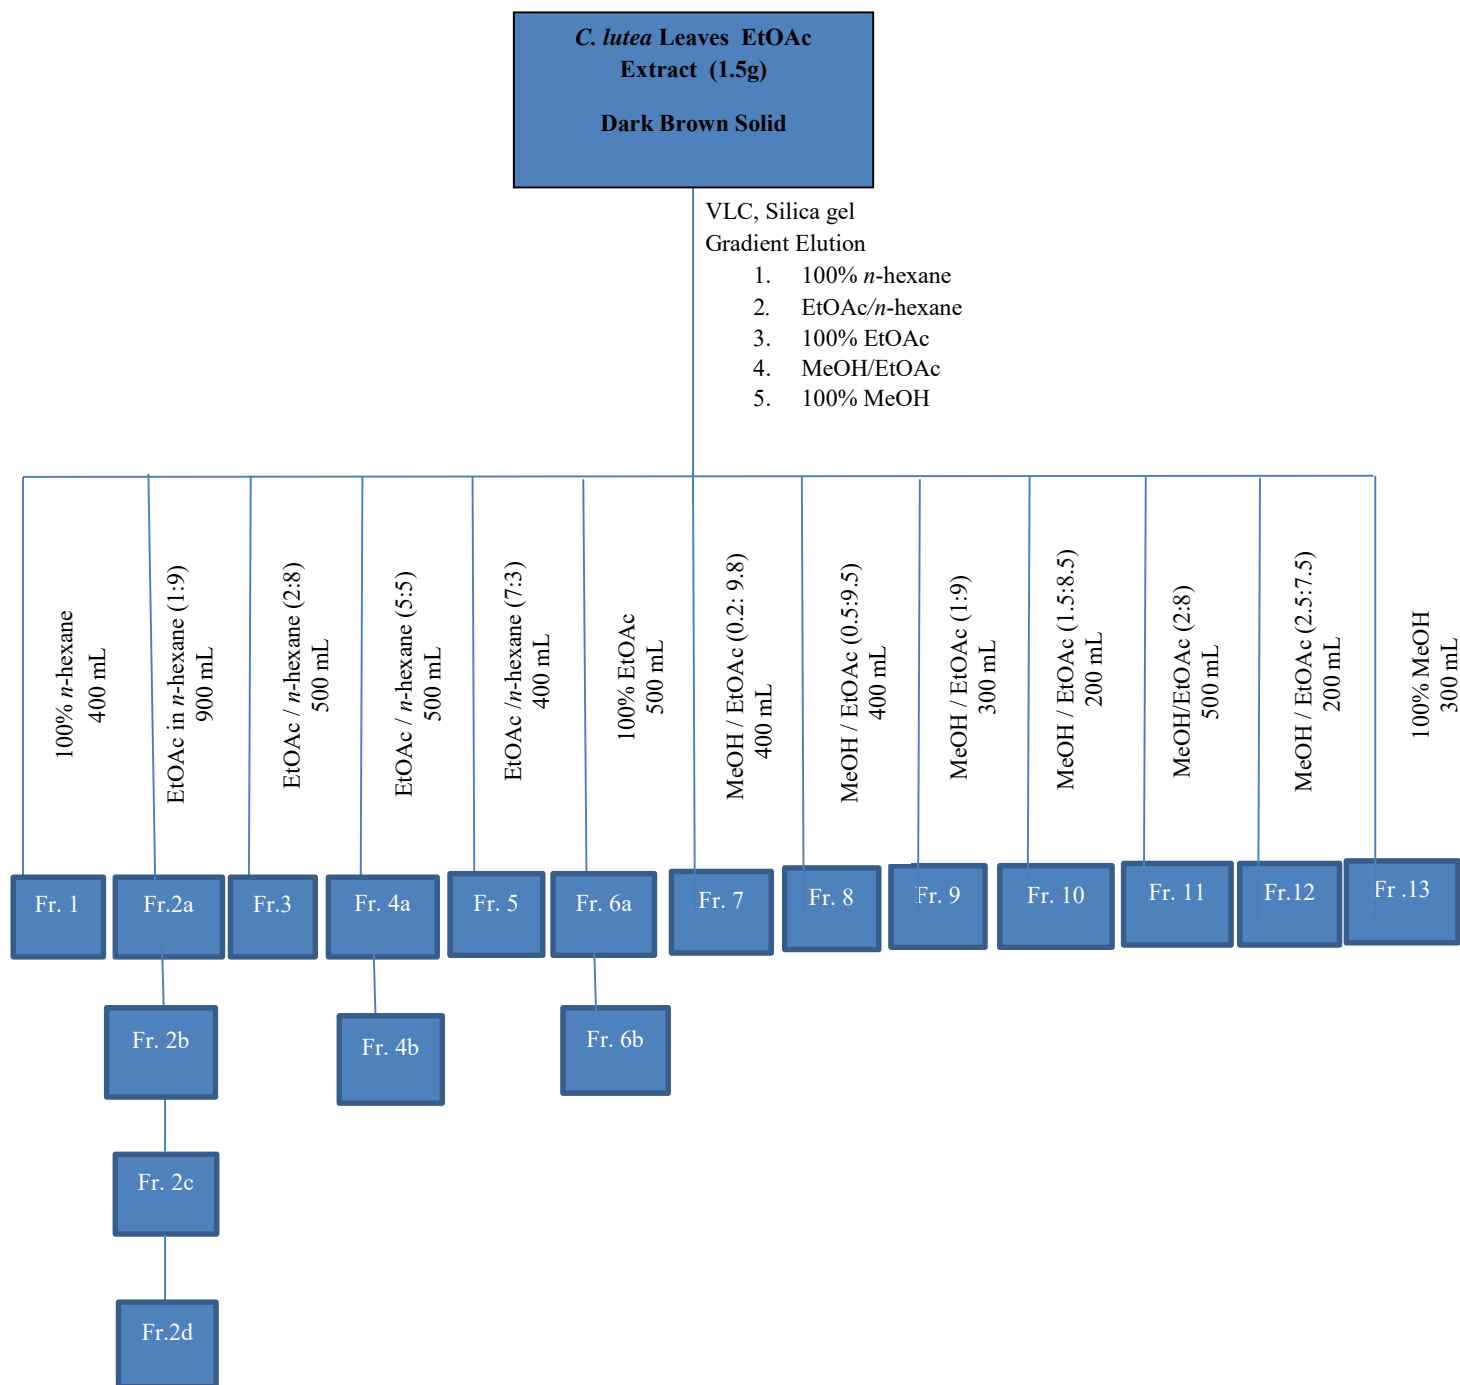 C. lutea Leaves EtOAc
Extract (1.5g)
Dark Brown Solid
VLC, Silica gel
Gradient Elution
1. 100% n-hexane
2. EtOAc/n-hexane
3. 100% EtOAc
4. MeOH/EtOAc
5. 100% MeOH
100% n-hexane
400 mL
EtOAc in n-hexane (1:9)
900 mL
EtOAc / n-hexane (2:8)
500 mL
EtOAc / n-hexane (5:5)
500 mL
EtOAc /n-hexane (7:3)
400 mL
100% EtOAc
500 mL
MeOH / EtOAc (0.2: 9.8)
400 mL
MeOH / EtOAc (0.5:9.5)
400 mL
MeOH / EtOAc (1:9)
300 mL
MeOH / EtOAc (1.5:8.5)
200 mL
MeOH/EtOAc (2:8)
500 mL
MeOH / EtOAc (2.5:7.5)
200 mL
100% MeOH
300 mL
Fr. 1
Fr.2a
Fr.3
Fr. 4a
Fr. 5
Fr. 6a
Fr. 7
Fr. 8
Fr. 9
Fr. 10
Fr. 11
Fr.12
Fr .13
Fr. 2b
Fr. 4b
Fr. 6b
Fr. 2c
Fr.2d